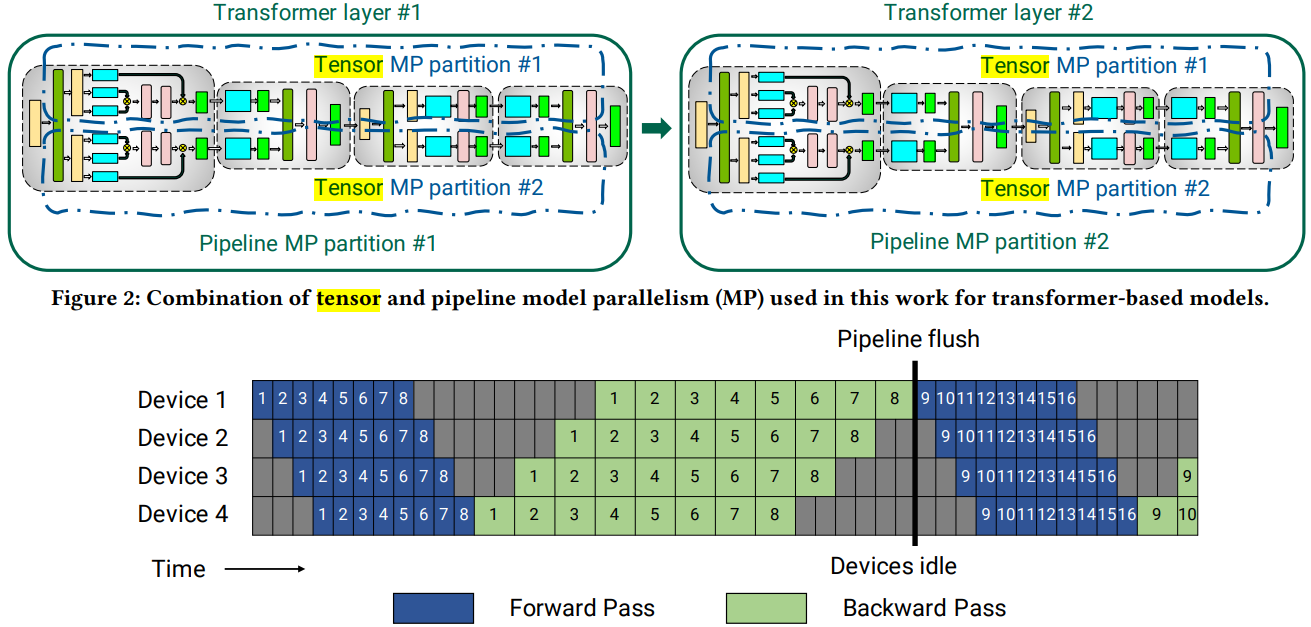 Transformer layer #1
Transformer layer #2
Tensor MP partition #1
Tensor MP partition #1
Tensor MP partition #2
Tensor MP partition #2
Pipeline MP partition #1
Pipeline MP partition #2
Figure 2: Combination of tensor and pipeline model parallelism (MP) used in this work for transformer-based models.
Pipeline flush
Device 1 1 2 3 4 5 6 7 8 1 2 3 4 5 6 7 8 9 10 11 12 13 14 15 16
Device 2 1 2 3 4 5 6 7 8 1 2 3 4 5 6 7 8 9 10 11 12 13 14 15 16
Device 3 1 2 3 4 5 6 7 8 1 2 3 4 5 6 7 8 9 10 11 12 13 14 15 16 9
Device 4 1 2 3 4 5 6 7 8 1 2 3 4 5 6 7 8 9 10 11 12 13 14 15 16 9 10
Time
Devices idle
Forward Pass
Backward Pass